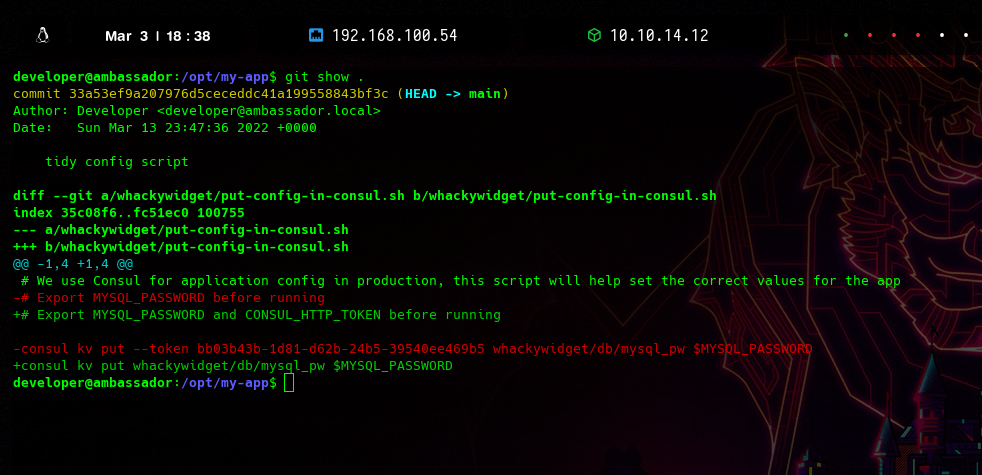 Mar 3 | 18 : 38 192.168.100.54 10.10.14.12
developer@ambassador:/opt/my-app$ git show .
commit 33a53ef9a207976d5ceceddc41a199558843bf3c (HEAD -> main)
Author: Developer <developer@ambassador.local>
Date:   Sun Mar 13 23:47:36 2022 +0000
    tidy config script
diff --git a/whackywidget/put-config-in-consul.sh b/whackywidget/put-config-in-consul.sh
index 35c08f6..fc51ec0 100755
--- a/whackywidget/put-config-in-consul.sh
+++ b/whackywidget/put-config-in-consul.sh
@@ -1,4 +1,4 @@
 # We use Consul for application config in production, this script will help set the correct values for the app
-# Export MYSQL_PASSWORD before running
+# Export MYSQL_PASSWORD and CONSUL_HTTP_TOKEN before running
-consul kv put --token bb03b43b-1d81-d62b-24b5-39540ee469b5 whackywidget/db/mysql_pw $MYSQL_PASSWORD
+consul kv put whackywidget/db/mysql_pw $MYSQL_PASSWORD
developer@ambassador:/opt/my-app$